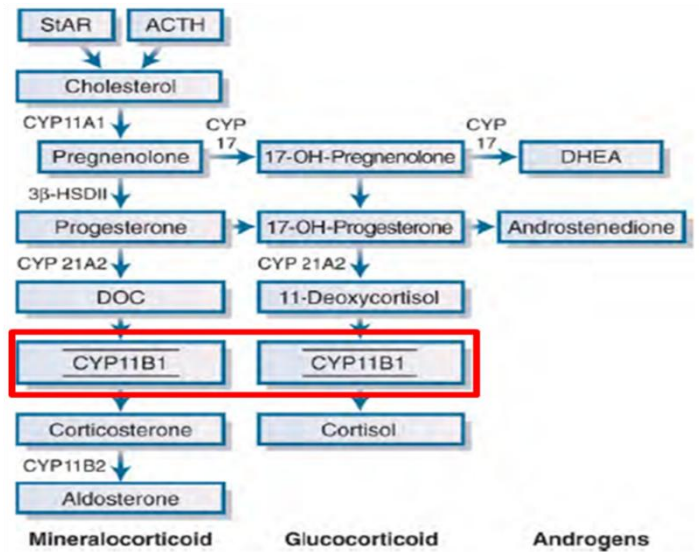 StAR ACTH
Cholesterol
CYP11A1 CYP 17 CYP 17
Pregnenolone 17-OH-Pregnenolone DHEA
3β-HSDII
Progesterone 17-OH-Progesterone Androstenedione
CYP 21A2 CYP 21A2
DOC 11-Deoxycortisol
CYP11B1 CYP11B1
Corticosterone Cortisol
CYP11B2
Aldosterone
Mineralocorticoid Glucocorticoid Androgens